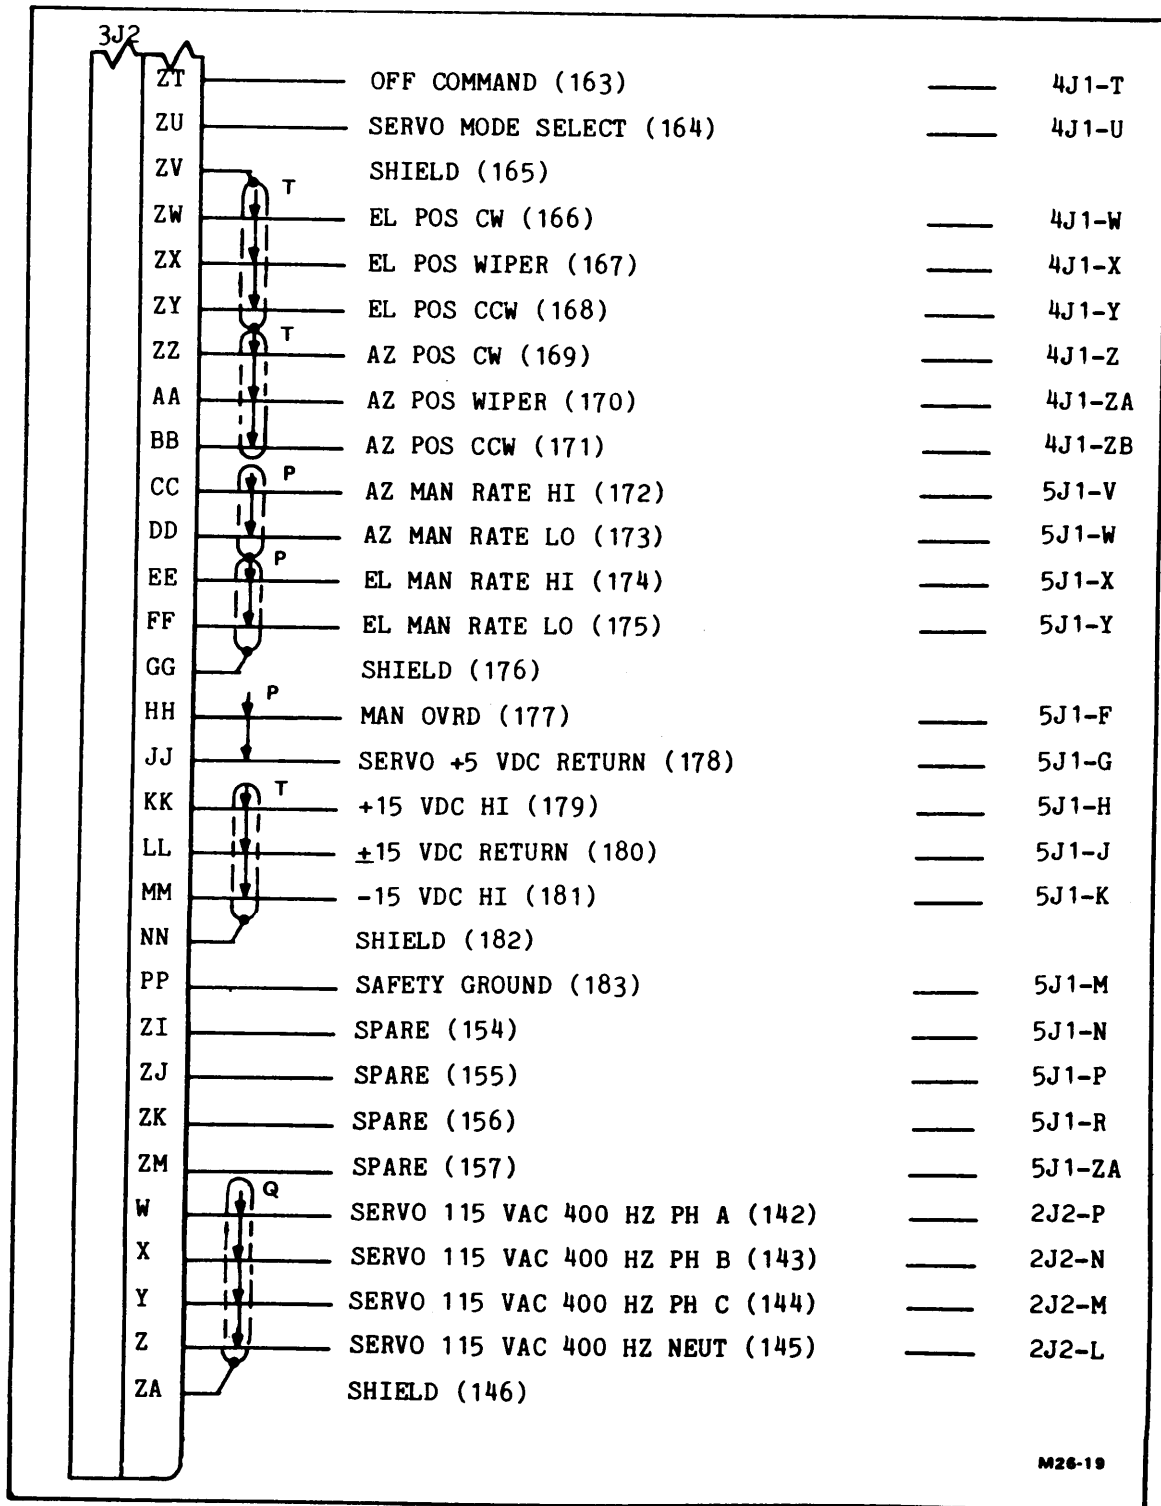 3J2
ZT OFF COMMAND (163) 4J1-T
ZU SERVO MODE SELECT (164) 4J1-U
ZV SHIELD (165)
T
ZW EL POS CW (166) 4J1-W
ZX EL POS WIPER (167) 4J1-X
ZY EL POS CCW (168) 4J1-Y
T
ZZ AZ POS CW (169) 4J1-Z
AA AZ POS WIPER (170) 4J1-ZA
BB AZ POS CCW (171) 4J1-ZB
P
CC AZ MAN RATE HI (172) 5J1-V
DD AZ MAN RATE LO (173) 5J1-W
P
EE EL MAN RATE HI (174) 5J1-X
FF EL MAN RATE LO (175) 5J1-Y
GG SHIELD (176)
P
HH MAN OVRD (177) 5J1-F
JJ SERVO +5 VDC RETURN (178) 5J1-G
T
KK +15 VDC HI (179) 5J1-H
LL ±15 VDC RETURN (180) 5J1-J
MM -15 VDC HI (181) 5J1-K
NN SHIELD (182)
PP SAFETY GROUND (183) 5J1-M
ZI SPARE (154) 5J1-N
ZJ SPARE (155) 5J1-P
ZK SPARE (156) 5J1-R
ZM SPARE (157) 5J1-ZA
Q
W SERVO 115 VAC 400 HZ PH A (142) 2J2-P
X SERVO 115 VAC 400 HZ PH B (143) 2J2-N
Y SERVO 115 VAC 400 HZ PH C (144) 2J2-M
Z SERVO 115 VAC 400 HZ NEUT (145) 2J2-L
ZA SHIELD (146)
M26-19